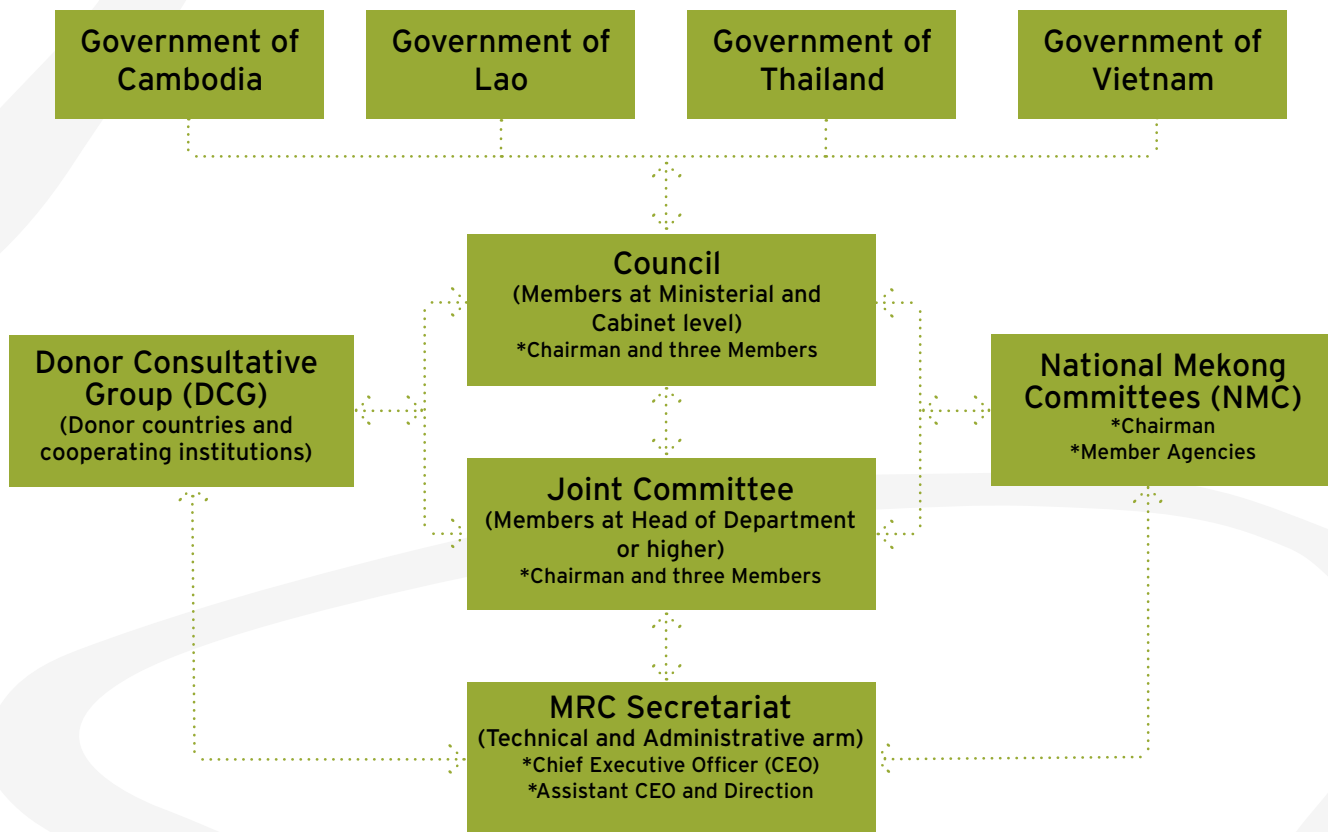 Government of
Cambodia
Government of
Lao
Government of
Thailand
Government of
Vietnam
Council
(Members at Ministerial and
Cabinet level)
*Chairman and three Members
Donor Consultative
Group (DCG)
(Donor countries and
cooperating institutions)
National Mekong
Committees (NMC)
*Chairman
*Member Agencies
Joint Committee
(Members at Head of Department
or higher)
*Chairman and three Members
MRC Secretariat
(Technical and Administrative arm)
*Chief Executive Officer (CEO)
*Assistant CEO and Direction